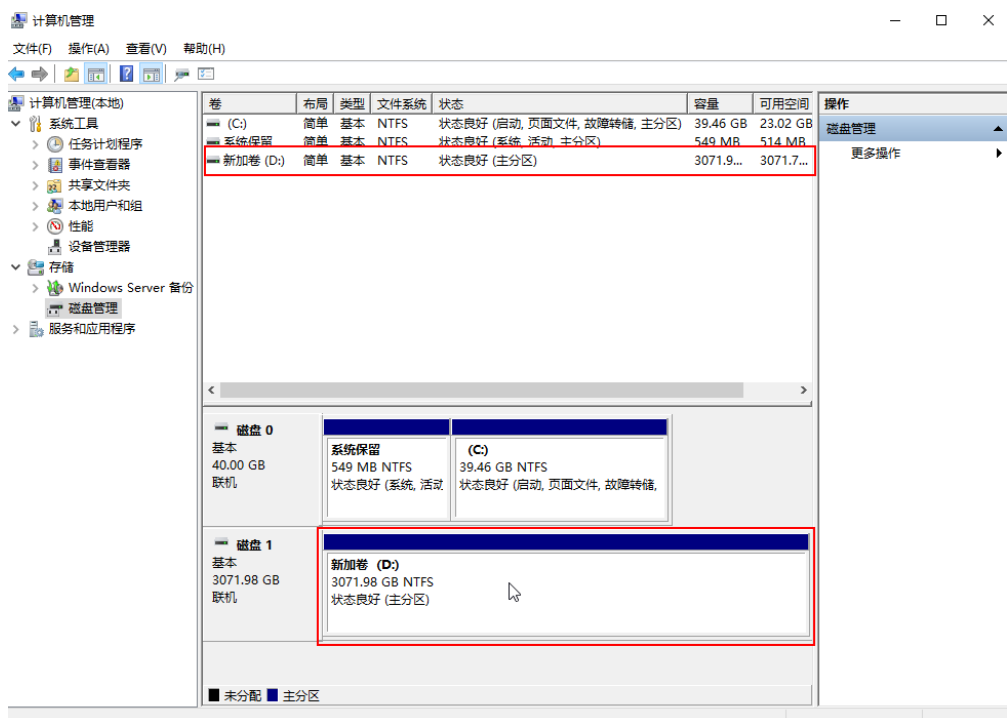 计算机管理
文件(F) 操作(A) 查看(V) 帮助(H)
计算机管理(本地)
系统工具
任务计划程序
事件查看器
共享文件夹
本地用户和组
性能
设备管理器
存储
Windows Server 备份
磁盘管理
服务和应用程序
卷 布局 类型 文件系统 状态 容量 可用空间
(C:) 简单 基本 NTFS 状态良好 (启动, 页面文件, 故障转储, 主分区) 39.46 GB 23.02 GB
系统保留 简单 基本 NTFS 状态良好 (系统, 活动, 主分区) 549 MB 514 MB
新加卷 (D:) 简单 基本 NTFS 状态良好 (主分区) 3071.9... 3071.7...
操作
磁盘管理
更多操作
磁盘 0
基本
40.00 GB
联机
系统保留
549 MB NTFS
状态良好 (系统, 活动
(C:)
39.46 GB NTFS
状态良好 (启动, 页面文件, 故障转储,
磁盘 1
基本
3071.98 GB
联机
新加卷 (D:)
3071.98 GB NTFS
状态良好 (主分区)
未分配 主分区